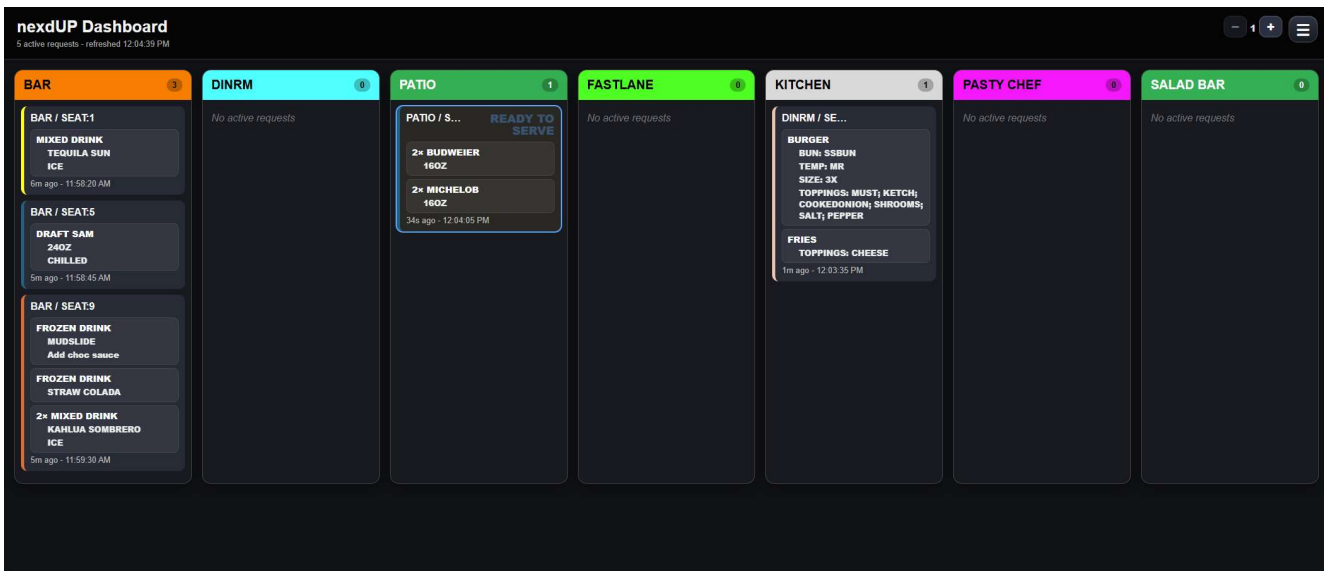 nexdUP Dashboard
5 active requests - refreshed 12:04:39 PM
− 1 +
BAR 3
BAR / SEAT:1
MIXED DRINK
TEQUILA SUN
ICE
6m ago - 11:58:20 AM
BAR / SEAT:5
DRAFT SAM
24OZ
CHILLED
5m ago - 11:58:45 AM
BAR / SEAT:9
FROZEN DRINK
MUDSLIDE
Add choc sauce
FROZEN DRINK
STRAW COLADA
2× MIXED DRINK
KAHLUA SOMBRERO
ICE
5m ago - 11:59:30 AM
DINRM 0
No active requests
PATIO 1
PATIO / S...
READY TO
SERVE
2× BUDWEIER
16OZ
2× MICHELOB
16OZ
34s ago - 12:04:05 PM
FASTLANE 0
No active requests
KITCHEN 1
DINRM / SE...
BURGER
BUN: SSBUN
TEMP: MR
SIZE: 3X
TOPPINGS: MUST; KETCH;
COOKEDONION; SHROOMS;
SALT; PEPPER
FRIES
TOPPINGS: CHEESE
1m ago - 12:03:35 PM
PASTY CHEF 0
No active requests
SALAD BAR 0
No active requests